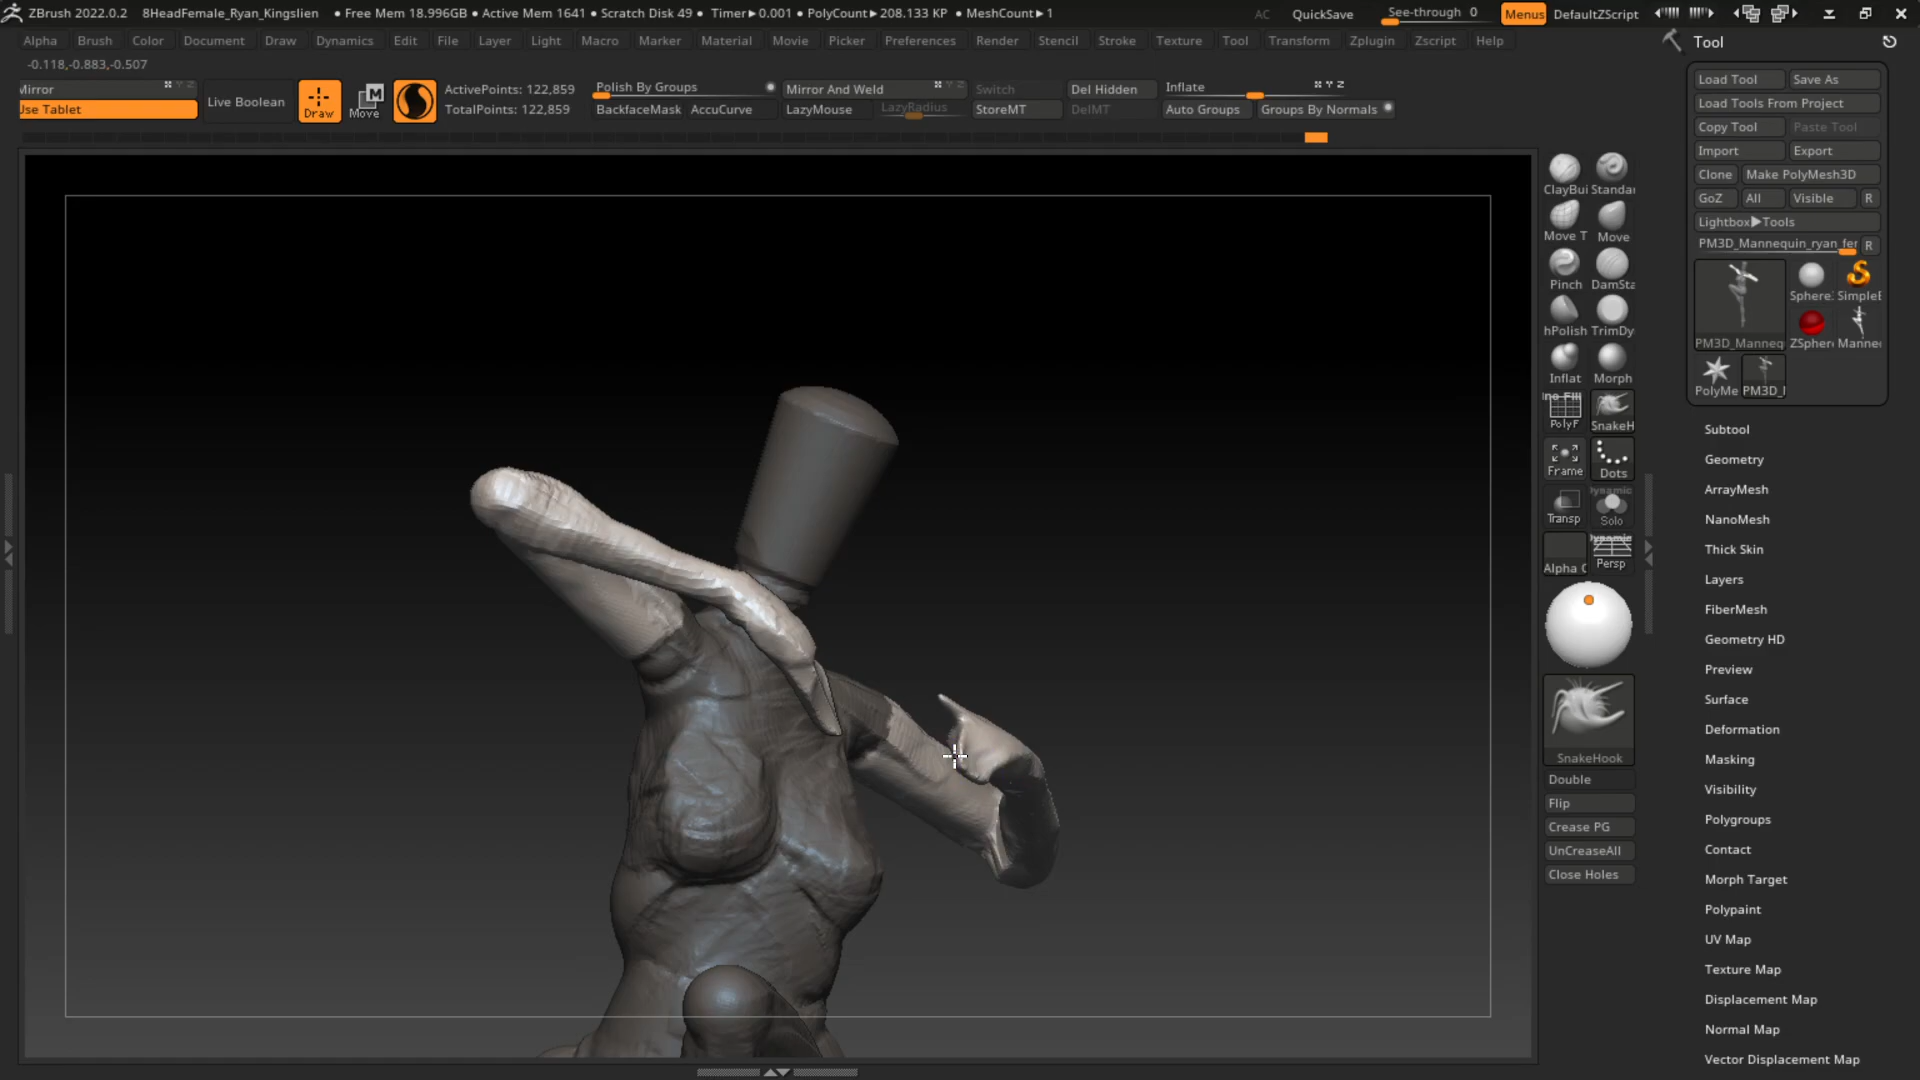 ZBrush 2022.0.2 8HeadFemale_Ryan_Kingslien • Free Mem 18.996GB • Active Mem 1641 • Scratch Disk 49 • Timer▶0.001 • PolyCount▶208.133 KP • MeshCount▶1 AC QuickSave See-through 0 Menus DefaultZScript
Alpha Brush Color Document Draw Dynamics Edit File Layer Light Macro Marker Material Movie Picker Preferences Render Stencil Stroke Texture Tool Transform Zplugin Zscript Help
-0.118,-0.883,-0.507
Mirror
Use Tablet
Live Boolean
Draw
Move
ActivePoints: 122,859
TotalPoints: 122,859
Polish By Groups
BackfaceMask AccuCurve
Mirror And Weld
LazyMouse LazyRadius
Switch
StoreMT
Del Hidden
DelMT
Inflate
Auto Groups
Groups By Normals
ClayBui Standar
Move T Move
Pinch DamSta
hPolish TrimDy
Inflat Morph
Line Fill
PolyF SnakeH
Frame Dots
Dynamic
Transp Solo
Dynamic
Alpha O Persp
SnakeHook
Double
Flip
Crease PG
UnCreaseAll
Close Holes
Tool
Load Tool Save As
Load Tools From Project
Copy Tool Paste Tool
Import Export
Clone Make PolyMesh3D
GoZ All Visible R
Lightbox▶Tools
PM3D_Mannequin_ryan_fer R
Sphere SimpleB
PM3D_Manneq ZSphere Manne
PolyMe PM3D_
Subtool
Geometry
ArrayMesh
NanoMesh
Thick Skin
Layers
FiberMesh
Geometry HD
Preview
Surface
Deformation
Masking
Visibility
Polygroups
Contact
Morph Target
Polypaint
UV Map
Texture Map
Displacement Map
Normal Map
Vector Displacement Map